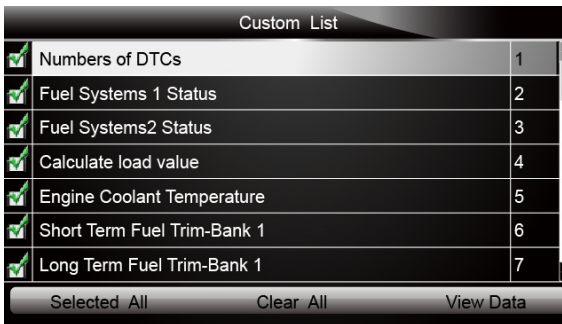 Custom List
Numbers of DTCs 1
Fuel Systems 1 Status 2
Fuel Systems2 Status 3
Calculate load value 4
Engine Coolant Temperature 5
Short Term Fuel Trim-Bank 1 6
Long Term Fuel Trim-Bank 1 7
Selected All Clear All View Data